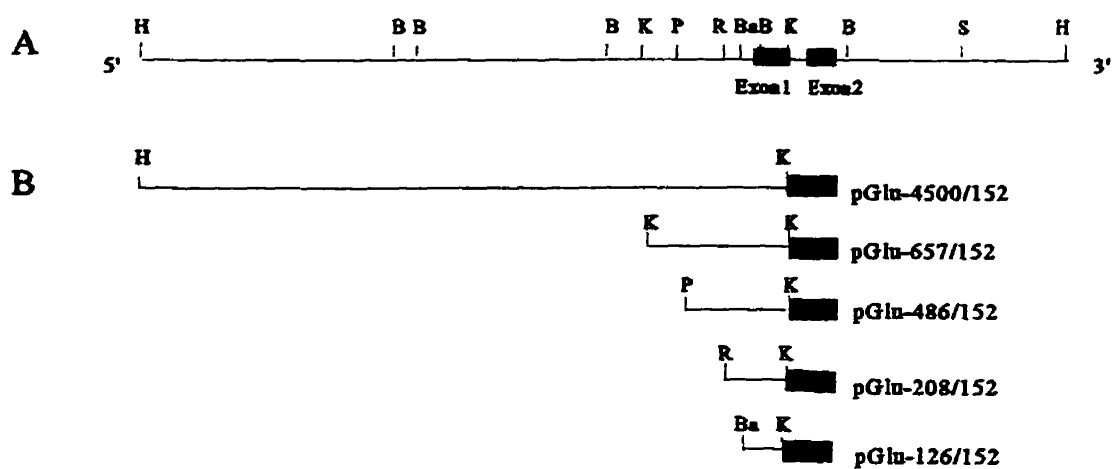 A
H B B B K P R BaB K B S H
5' 3'
Exon1 Exon2
B
H K
pGlu-4500/152
K K
pGlu-657/152
P K
pGlu-486/152
R K
pGlu-208/152
Ba K
pGlu-126/152